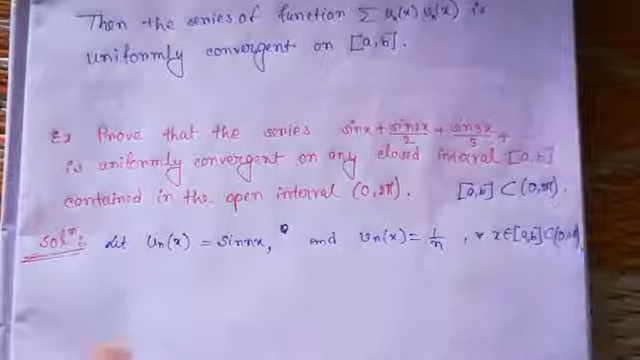 Then the series of function Σ uₙ(x) vₙ(x) is
uniformly convergent on [a,b].
Ex Prove that the series sinx + sin2x/2 + sin3x/3 +
is uniformly convergent on any closed interval [a,b]
contained in the open interval (0,2π). [a,b] ⊂ (0,2π).
Solⁿ: Let Uₙ(x) = sinnx, and vₙ(x) = 1/n , ∀ x∈[a,b]⊂(0,2π)